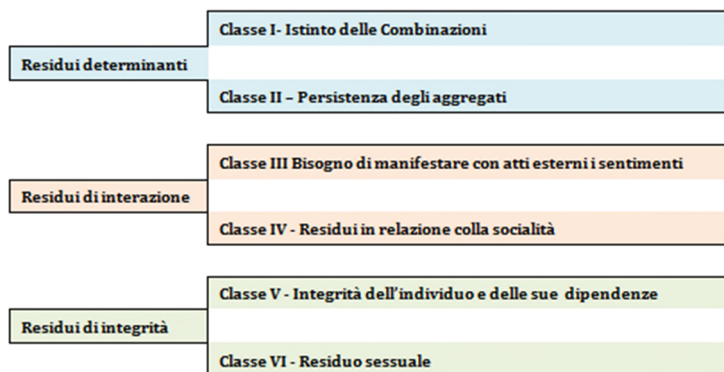 Classe I- Istinto delle Combinazioni
Residui determinanti
Classe II – Persistenza degli aggregati
Classe III Bisogno di manifestare con atti esterni i sentimenti
Residui di interazione
Classe IV - Residui in relazione colla socialità
Classe V - Integrità dell'individuo e delle sue dipendenze
Residui di integrità
Classe VI - Residuo sessuale